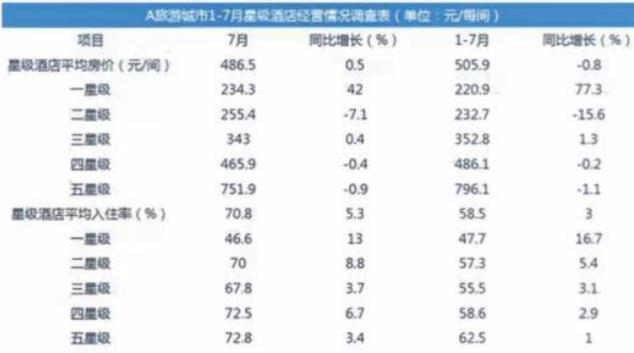 A旅游城市1-7月星级酒店经营情况调查表（单位：元/每间）
项目 7月 同比增长（%） 1-7月 同比增长（%）
星级酒店平均房价（元/间） 486.5 0.5 505.9 -0.8
一星级 234.3 42 220.9 77.3
二星级 255.4 -7.1 232.7 -15.6
三星级 343 0.4 352.8 1.3
四星级 465.9 -0.4 486.1 -0.2
五星级 751.9 -0.9 796.1 -1.1
星级酒店平均入住率（%） 70.8 5.3 58.5 3
一星级 46.6 13 47.7 16.7
二星级 70 8.8 57.3 5.4
三星级 67.8 3.7 55.5 3.1
四星级 72.5 6.7 58.6 2.9
五星级 72.8 3.4 62.5 1